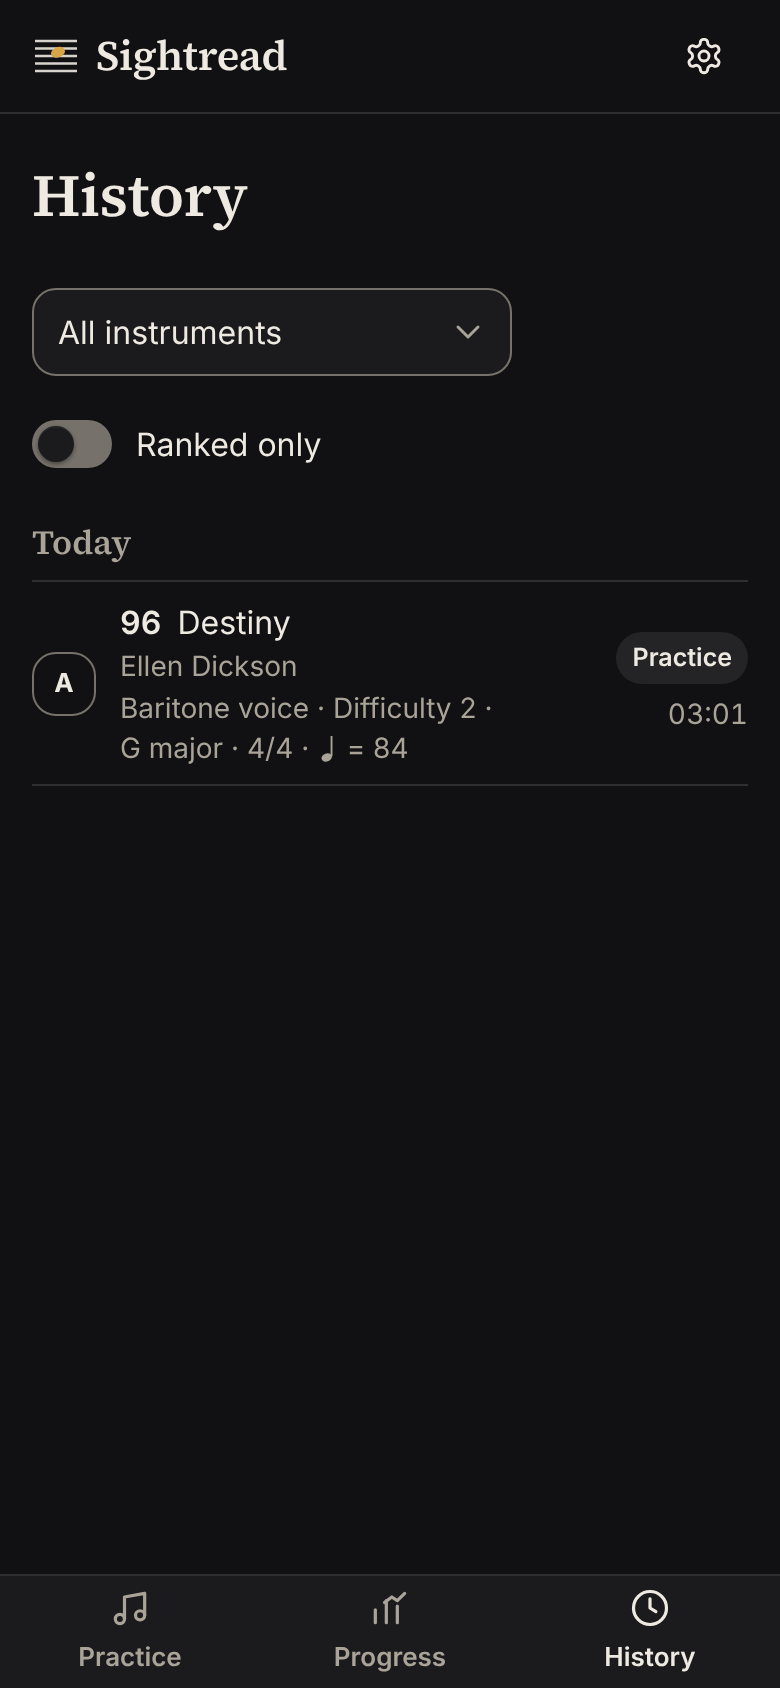 Sightread
History
All instruments
Ranked only
Today
A
96 Destiny
Ellen Dickson
Baritone voice · Difficulty 2 ·
G major · 4/4 · ♩ = 84
Practice
03:01
Practice
Progress
History